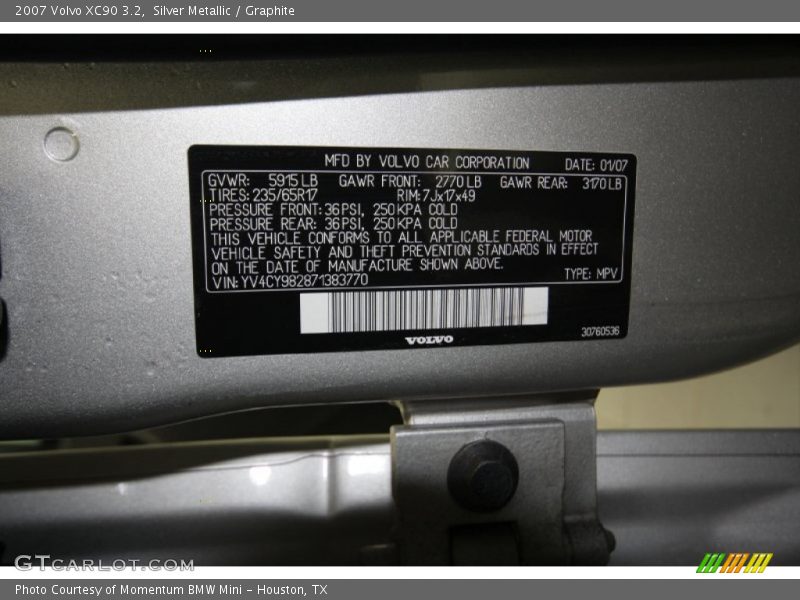 2007 Volvo XC90 3.2, Silver Metallic / Graphite
MFD BY VOLVO CAR CORPORATION DATE: 01/07
GVWR: 5915 LB GAWR FRONT: 2770 LB GAWR REAR: 3170 LB
TIRES: 235/65R17 RIM: 7Jx17x49
PRESSURE FRONT: 36 PSI, 250 KPA COLD
PRESSURE REAR: 36 PSI, 250 KPA COLD
THIS VEHICLE CONFORMS TO ALL APPLICABLE FEDERAL MOTOR
VEHICLE SAFETY AND THEFT PREVENTION STANDARDS IN EFFECT
ON THE DATE OF MANUFACTURE SHOWN ABOVE.
VIN: YV4CY982871383770 TYPE: MPV
VOLVO
30760536
GTCARLOT.COM
Photo Courtesy of Momentum BMW Mini - Houston, TX